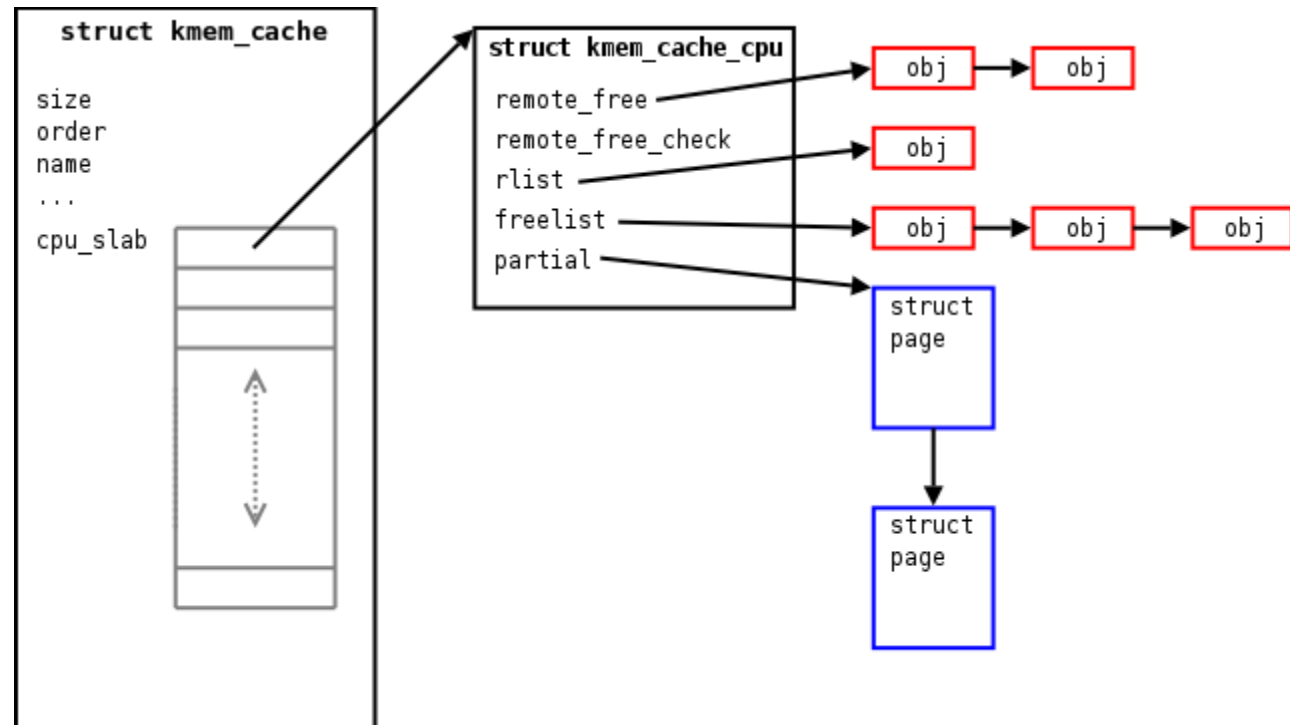 struct kmem_cache
size
order
name
...
cpu_slab
struct kmem_cache_cpu
remote_free
remote_free_check
rlist
freelist
partial
obj obj
obj
obj obj obj
struct
page
struct
page